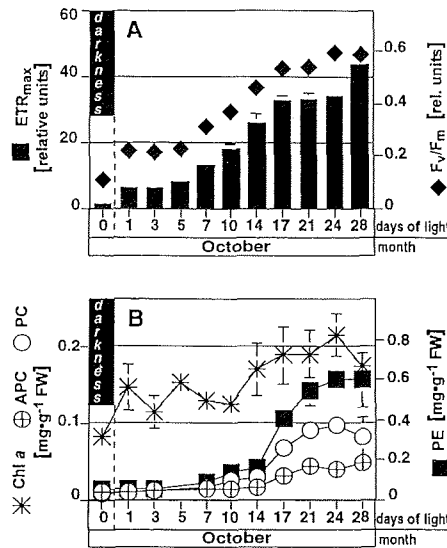 60
40
20
0
ETRmax
[relative units]
darkness
A
0.6
0.4
0.2
0
Fv/Fm
[rel. units]
0 1 3 5 7 10 14 17 21 24 28 days of light
October month
PC
APC
Chl a
[mg•g-1 FW]
0.2
0.1
0
darkness
B
0.8
0.6
0.4
0.2
0
PE [mg•g-1 FW]
0 1 3 5 7 10 14 17 21 24 28 days of light
October month